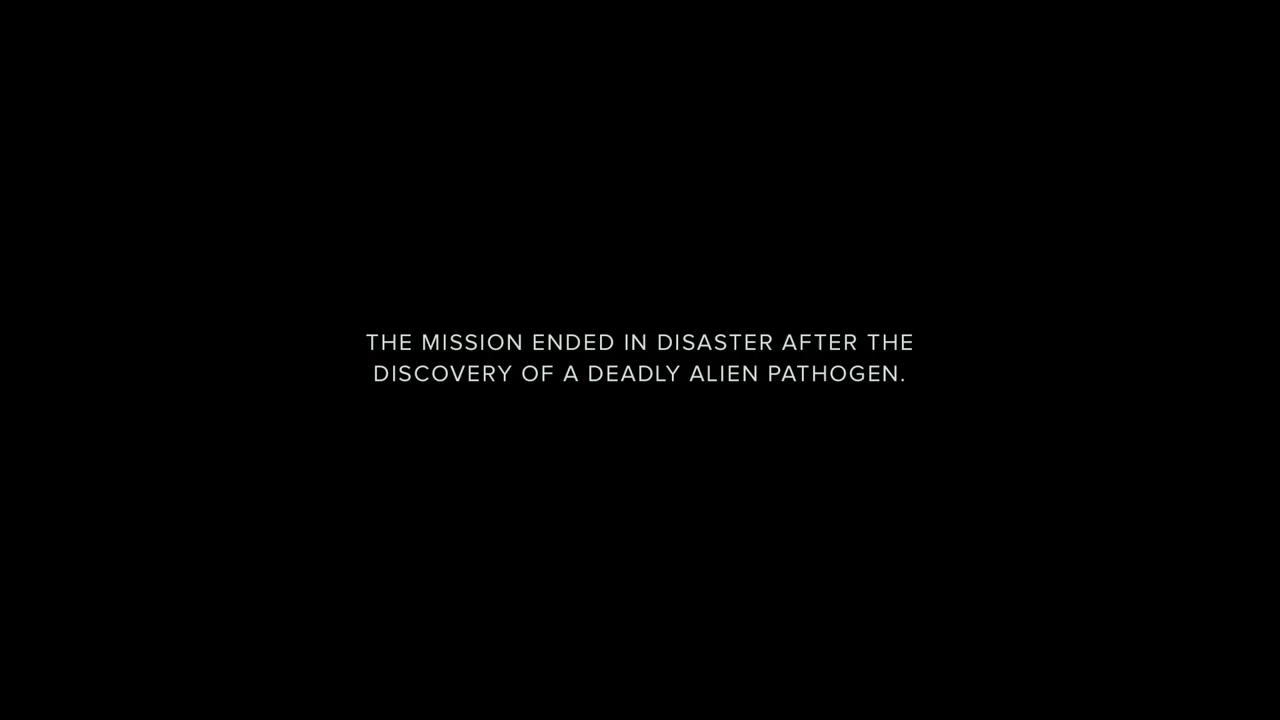 THE MISSION ENDED IN DISASTER AFTER THE
DISCOVERY OF A DEADLY ALIEN PATHOGEN.